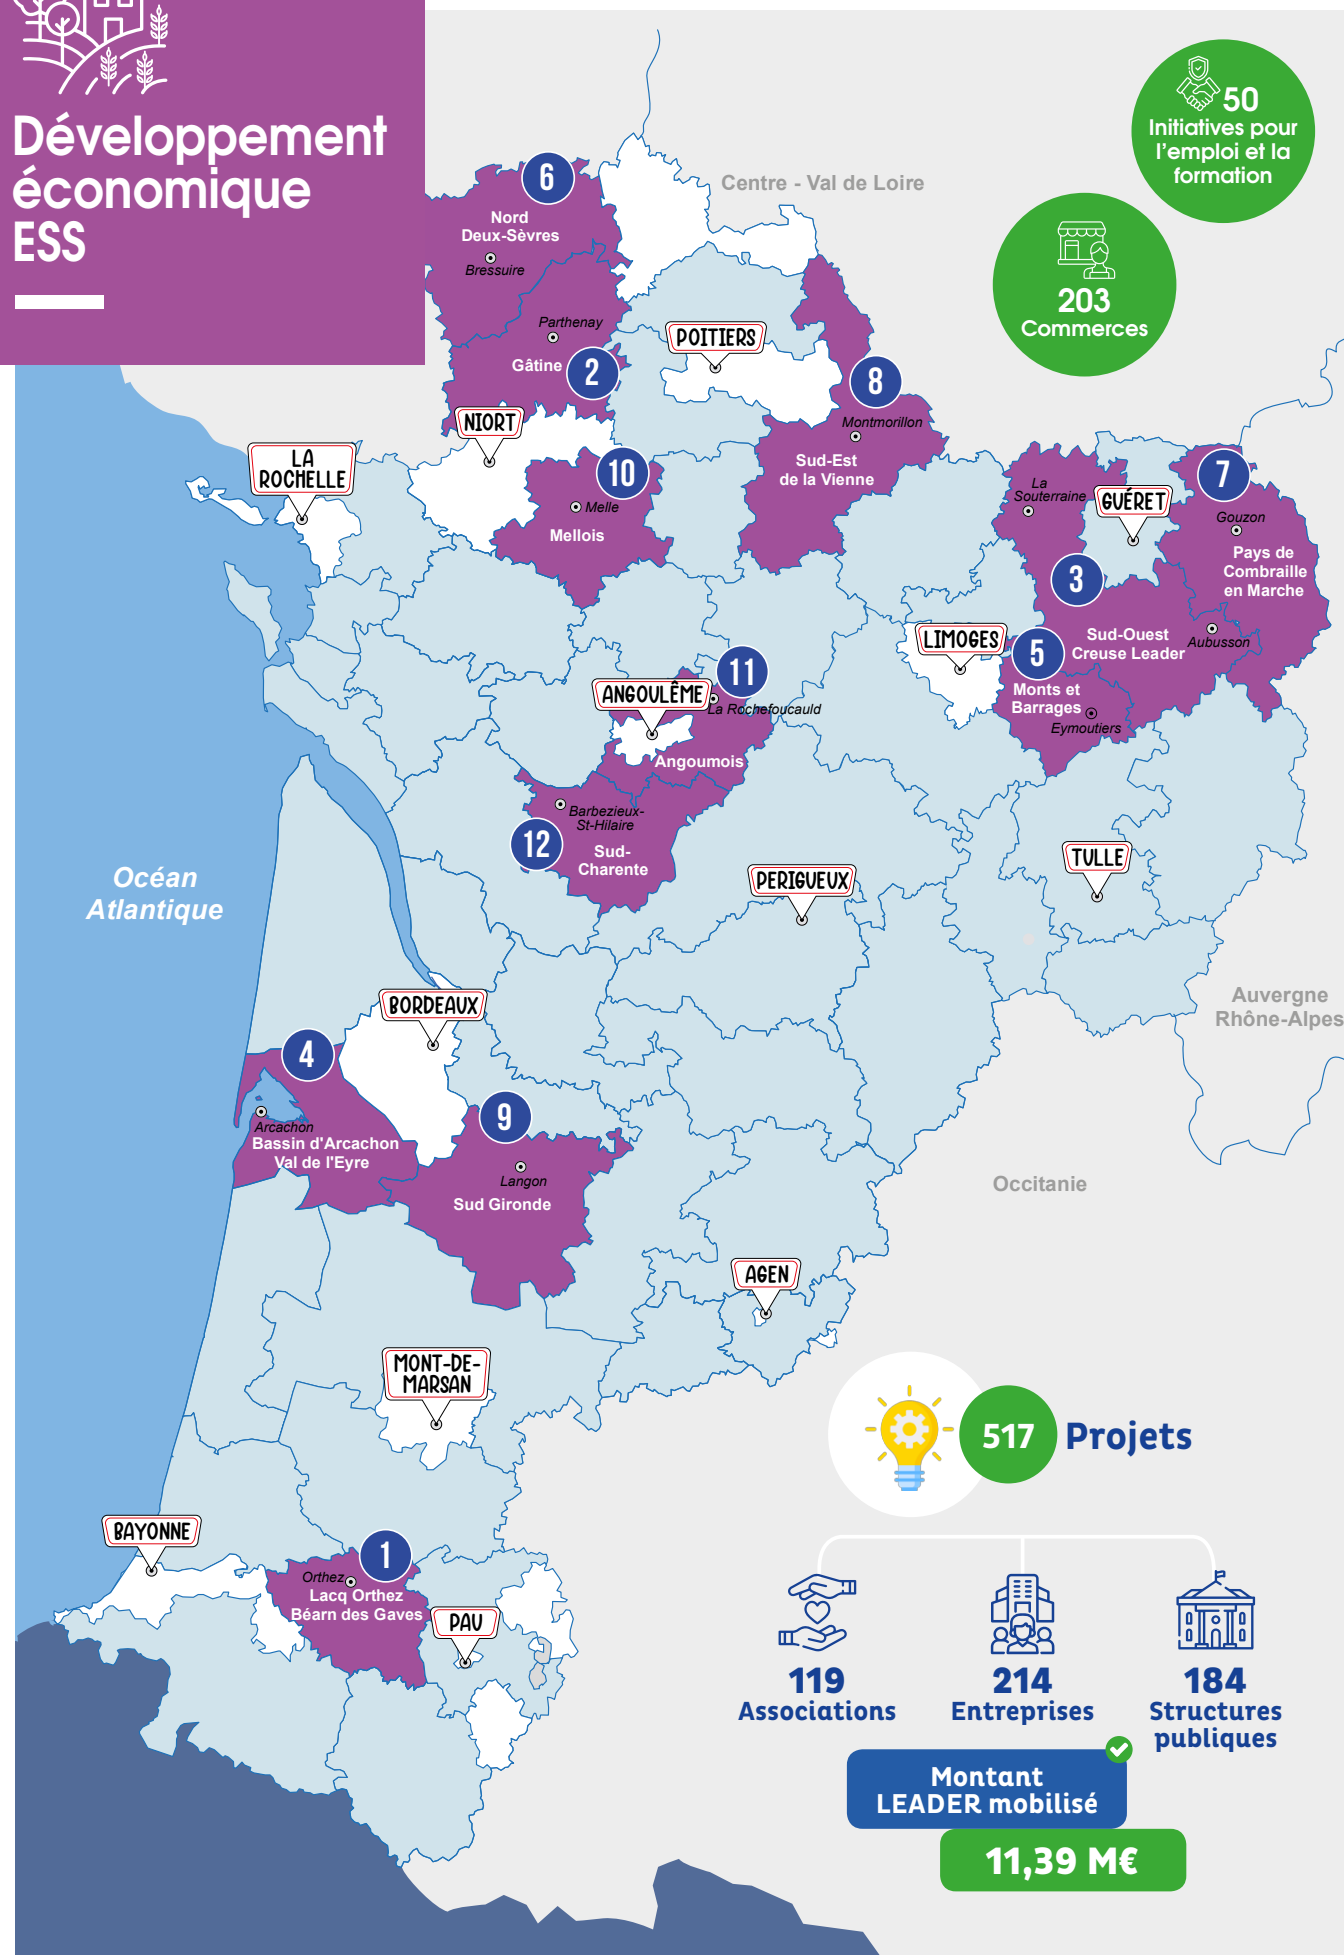 Développement
économique
ESS
50
Initiatives pour
l'emploi et la
formation
203
Commerces
Centre - Val de Loire
6
Nord
Deux-Sèvres
Bressuire
Parthenay
Gâtine
2
POITIERS
8
Montmorillon
Sud-Est
de la Vienne
NIORT
LA
ROCHELLE
10
Melle
Mellois
La
Souterraine
GUÉRET
7
Gouzon
Pays de
Combraille
en Marche
3
Sud-Ouest
Creuse Leader
Aubusson
LIMOGES
5
Monts et
Barrages
Eymoutiers
11
ANGOULÊME
La Rochefoucauld
Angoumois
Barbezieux-
St-Hilaire
12
Sud-
Charente
Océan
Atlantique
PERIGUEUX
TULLE
Auvergne
Rhône-Alpes
BORDEAUX
4
Arcachon
Bassin d'Arcachon
Val de l'Eyre
9
Langon
Sud Gironde
Occitanie
AGEN
MONT-DE-
MARSAN
517
Projets
BAYONNE
1
Orthez
Lacq Orthez
Béarn des Gaves
PAU
119
Associations
214
Entreprises
184
Structures
publiques
Montant
LEADER mobilisé
11,39 M€